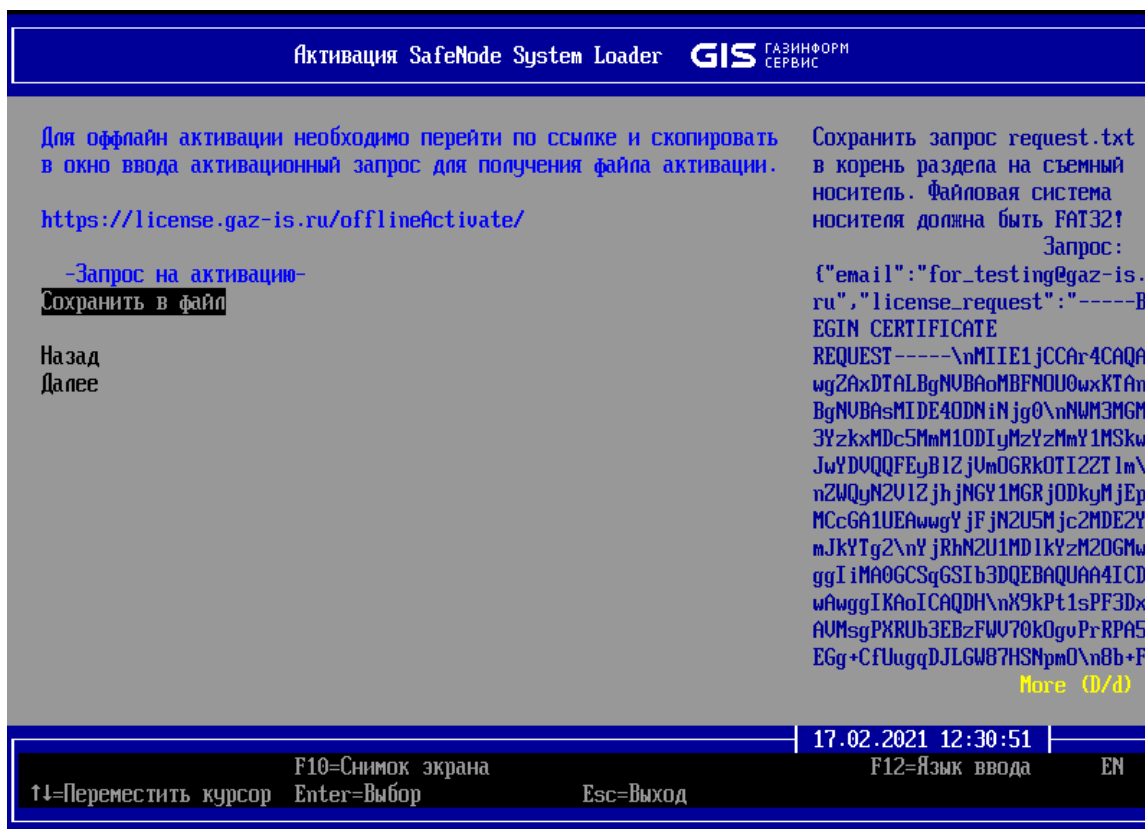 Активация SafeNode System Loader GIS ГАЗИНФОРМ СЕРВИС
Для оффлайн активации необходимо перейти по ссылке и скопировать
в окно ввода активационный запрос для получения файла активации.
https://license.gaz-is.ru/offlineActivate/
-Запрос на активацию-
Сохранить в файл
Назад
Далее
Сохранить запрос request.txt
в корень раздела на съемный
носитель. Файловая система
носителя должна быть FAT32!
Запрос:
{"email":"for_testing@gaz-is.
ru","license_request":"-----B
EGIN CERTIFICATE
REQUEST-----\nMIIE1jCCAr4CAQA
wgZAxDTALBgNVBAoMBFNOU0wxKTAn
BgNVBAsMIDE4ODNiNjg0\nNWM3MGM
3YzkxMDc5MmM1ODIyMzYzMmY1MSkw
JwYDVQQFEyB1ZjVmOGRkOTI2ZTlm\
nZWQyN2VlZjhjNGY1MGRjODkyMjEp
MCcGA1UEAwwgYjFjN2U5Mjc2MDE2Y
mJkYTg2\nYjRhN2U1MDlkYzM2OGMw
ggIiMA0GCSqGSIb3DQEBAQUAA4ICD
wAwggIKAoICAQDH\nX9kPt1sPF3Dx
AVMsgPXRUb3EBzFWV70kOgvPrRPA5
EGg+CfUugqDJLGW87HSNpmO\n8b+F
More (D/d)
17.02.2021 12:30:51
F10=Снимок экрана F12=Язык ввода EN
↑↓=Переместить курсор Enter=Выбор Esc=Выход